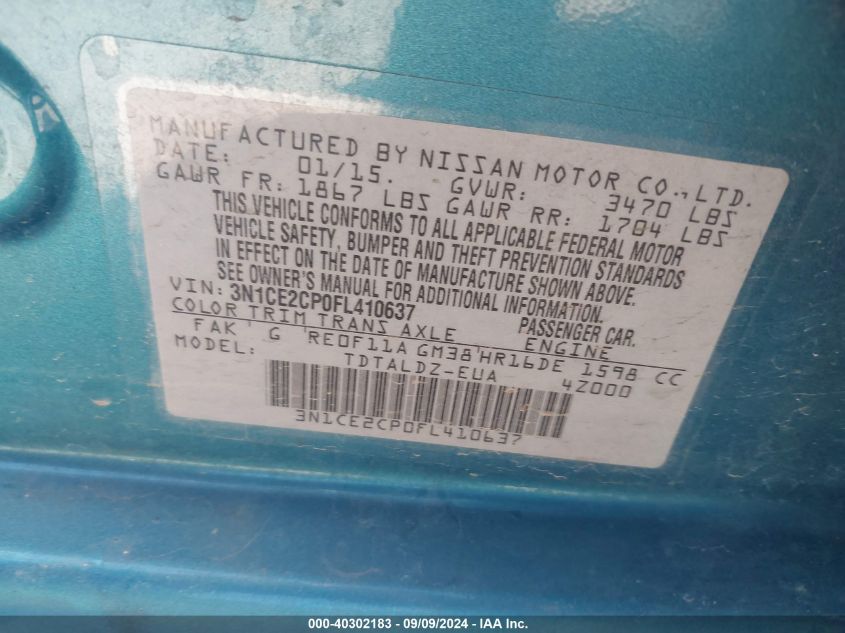 MANUFACTURED BY NISSAN MOTOR CO., LTD.
DATE: 01/15. GVWR: 3470 LBS
GAWR FR: 1867 LBS GAWR RR: 1704 LBS
THIS VEHICLE CONFORMS TO ALL APPLICABLE FEDERAL MOTOR
VEHICLE SAFETY, BUMPER AND THEFT PREVENTION STANDARDS
IN EFFECT ON THE DATE OF MANUFACTURE SHOWN ABOVE.
SEE OWNER'S MANUAL FOR ADDITIONAL INFORMATION.
VIN: 3N1CE2CP0FL410637 PASSENGER CAR.
COLOR TRIM TRANS AXLE ENGINE
FAK ' G 'RE0F11A GM38'HR16DE 1598 CC
MODEL: TDTALDZ-EUA 4Z000
3N1CE2CP0FL410637
000-40302183 - 09/09/2024 - IAAI Inc.